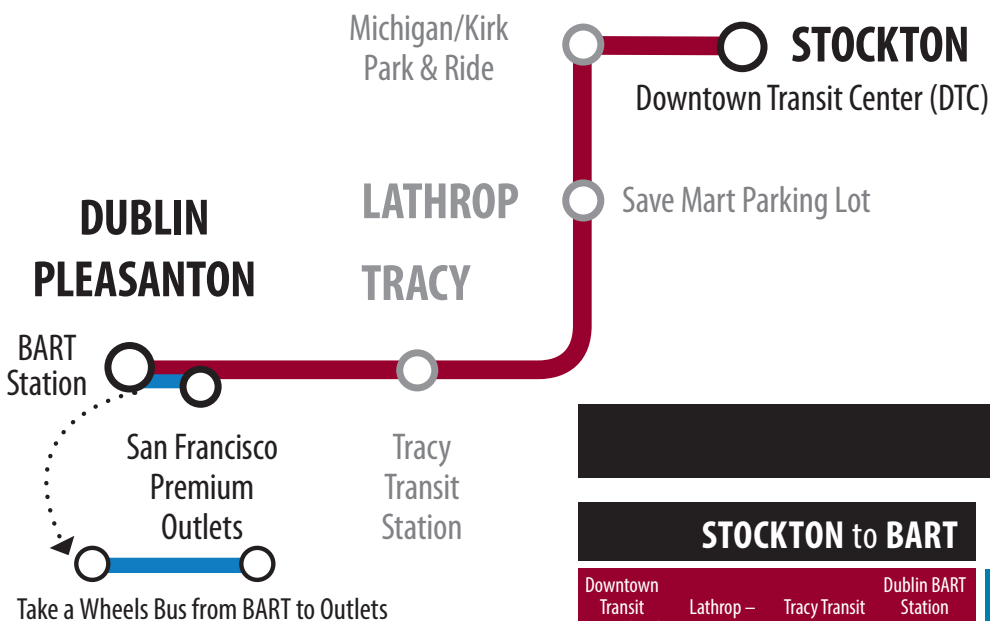 Michigan/Kirk
Park & Ride
STOCKTON
Downtown Transit Center (DTC)
LATHROP
Save Mart Parking Lot
DUBLIN
PLEASANTON
TRACY
BART
Station
San Francisco
Premium
Outlets
Tracy
Transit
Station
Take a Wheels Bus from BART to Outlets
STOCKTON to BART
Downtown
Transit
Lathrop –
Tracy Transit
Dublin BART
Station